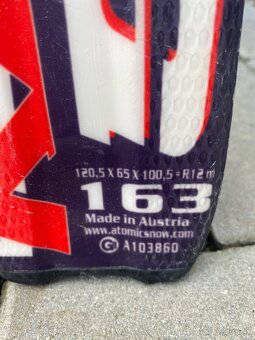 120,5 X 65 X 100,5 = R12 m
163
Made in Austria
www.atomicsnow.com
C A103860